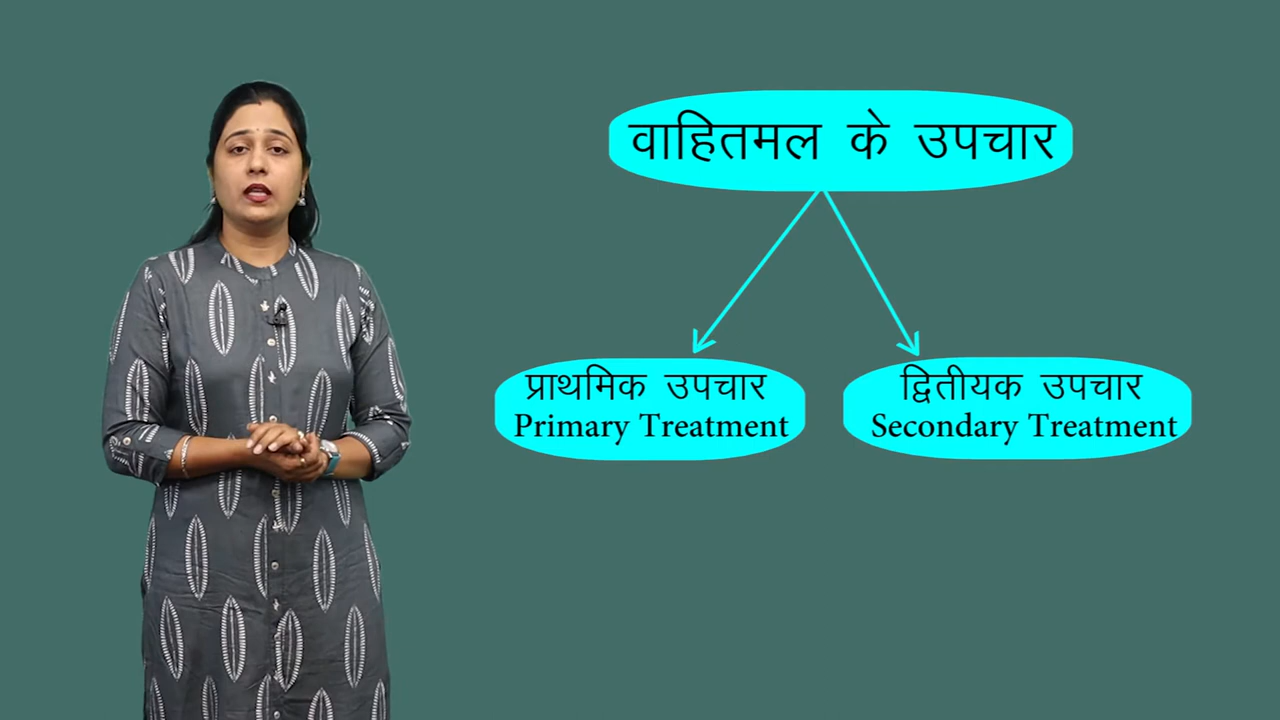 वाहितमल के उपचार
प्राथमिक उपचार
Primary Treatment
द्वितीयक उपचार
Secondary Treatment